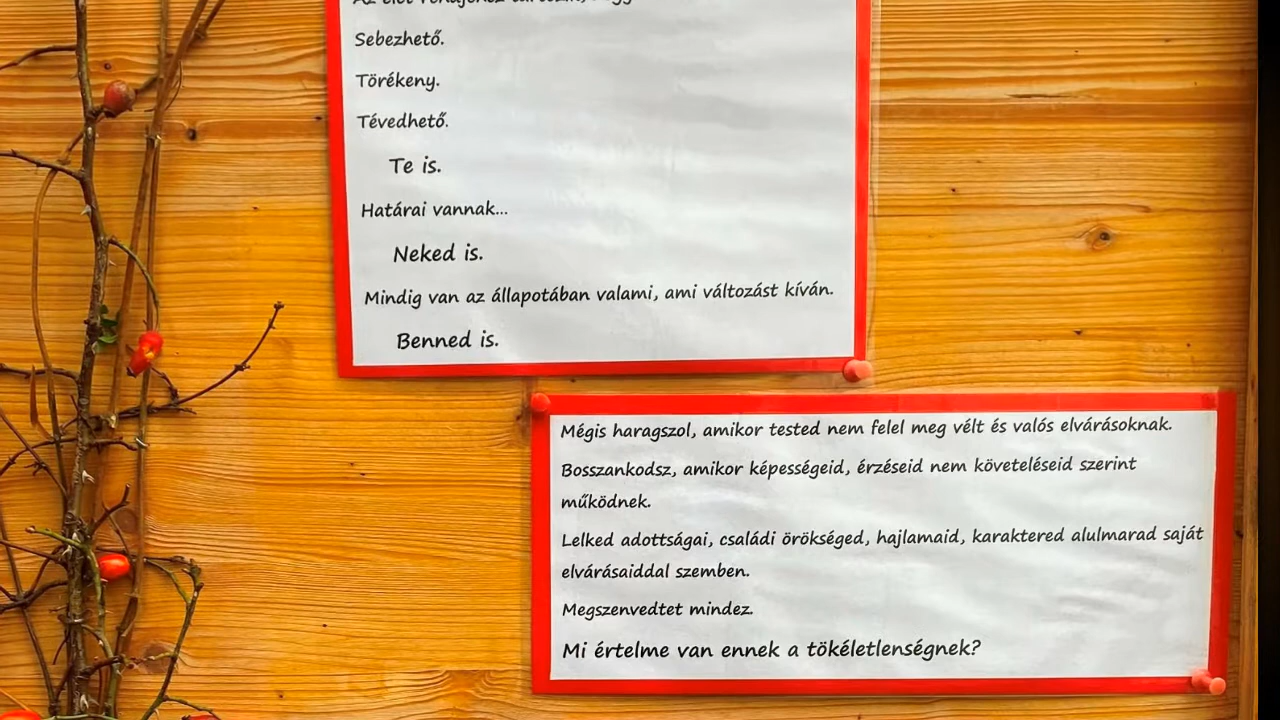 Sebezhető.
Törékeny.
Tévedhető.
Te is.
Határai vannak...
Neked is.
Mindig van az állapotában valami, ami változást kíván.
Benned is.
Mégis haragszol, amikor tested nem felel meg vélt és valós elvárásoknak.
Bosszankodsz, amikor képességeid, érzéseid nem követeléseid szerint
működnek.
Lelked adottságai, családi örökséged, hajlamaid, karaktered alulmarad saját
elvárásaiddal szemben.
Megszenvedtet mindez.
Mi értelme van ennek a tökéletlenségnek?